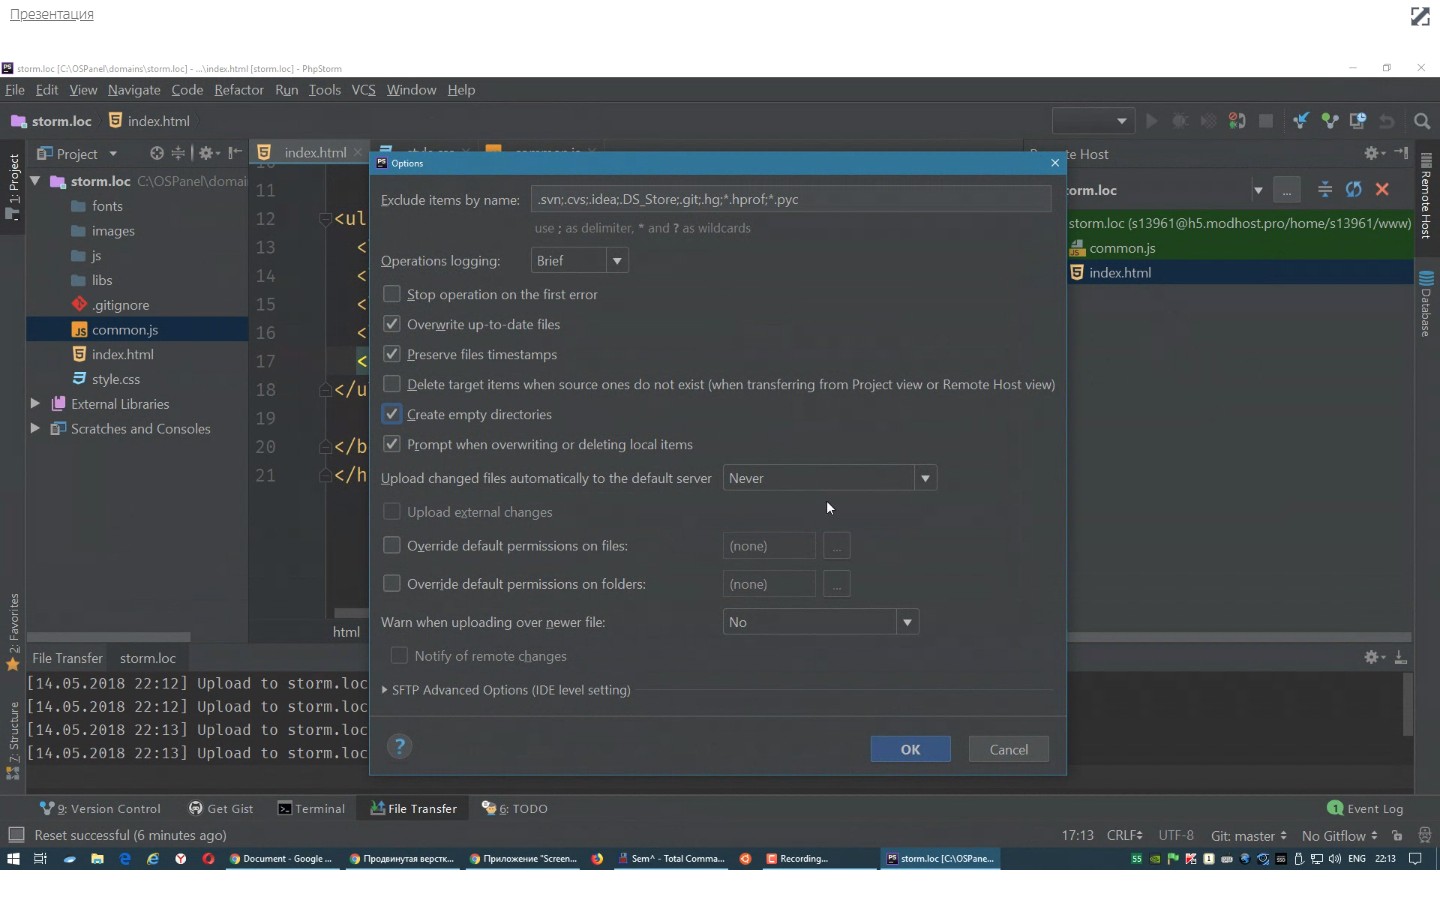 Презентация
storm.loc [C:\OSPanel\domains\storm.loc] - ...\index.html [storm.loc] - PhpStorm
File Edit View Navigate Code Refactor Run Tools VCS Window Help
storm.loc index.html
1: Project
Project
index.html
storm.loc C:\OSPanel\domai
fonts
images
js
libs
.gitignore
common.js
index.html
style.css
External Libraries
Scratches and Consoles
11
12 <ul
13 <
14 <
15 <
16 <
17 <
18 </u
19
20 </b
21 </h
html
Options
Exclude items by name: .svn;.cvs;.idea;.DS_Store;.git;.hg;*.hprof;*.pyc
use ; as delimiter, * and ? as wildcards
Operations logging: Brief
Stop operation on the first error
Overwrite up-to-date files
Preserve files timestamps
Delete target items when source ones do not exist (when transferring from Project view or Remote Host view)
Create empty directories
Prompt when overwriting or deleting local items
Upload changed files automatically to the default server Never
Upload external changes
Override default permissions on files: (none) ...
Override default permissions on folders: (none) ...
Warn when uploading over newer file: No
Notify of remote changes
SFTP Advanced Options (IDE level setting)
? OK Cancel
te Host
orm.loc ...
storm.loc (s13961@h5.modhost.pro/home/s13961/www)
common.js
index.html
Remote Host
Database
2: Favorites
7: Structure
File Transfer storm.loc
[14.05.2018 22:12] Upload to storm.loc
[14.05.2018 22:12] Upload to storm.loc
[14.05.2018 22:13] Upload to storm.loc
[14.05.2018 22:13] Upload to storm.loc
9: Version Control Get Gist Terminal File Transfer 6: TODO 1 Event Log
Reset successful (6 minutes ago) 17:13 CRLF UTF-8 Git: master No Gitflow
Document - Google ... Продвинутая верстк... Приложение "Screen... Sem^ - Total Comma... Recording... storm.loc [C:\OSPane... 55 ENG 22:13